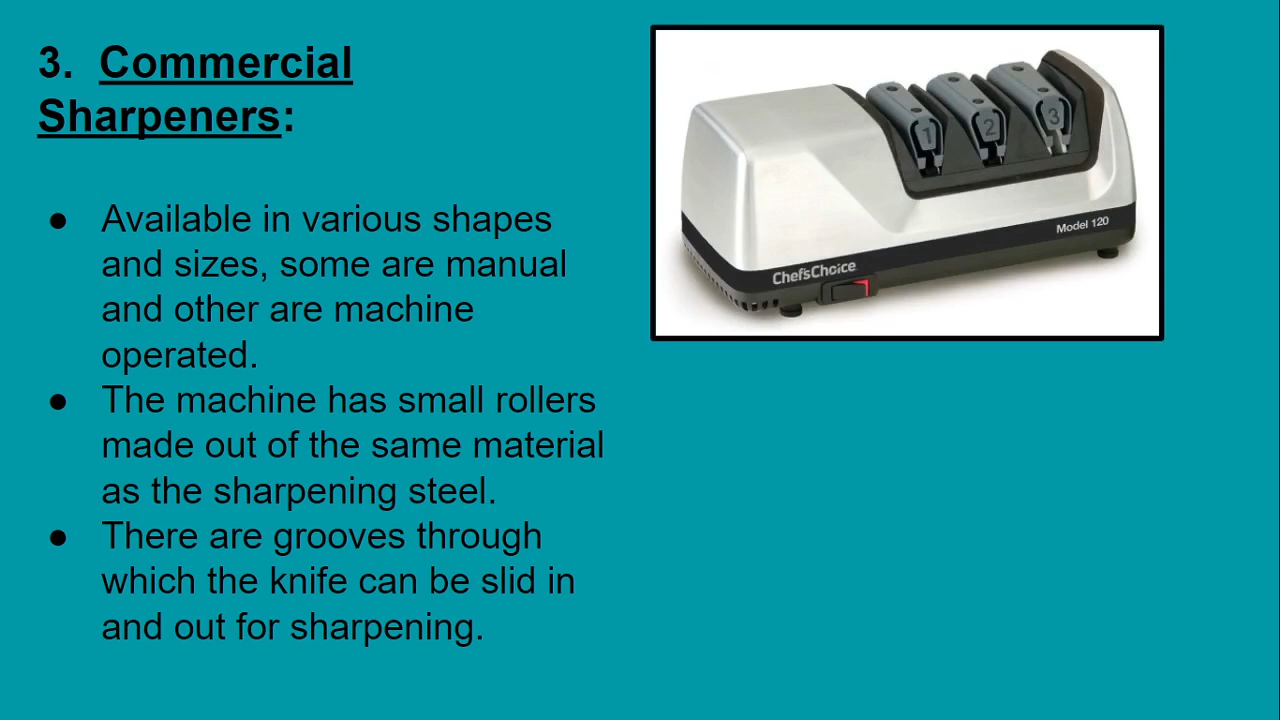 3. Commercial
Sharpeners:
● Available in various shapes
and sizes, some are manual
and other are machine
operated.
● The machine has small rollers
made out of the same material
as the sharpening steel.
● There are grooves through
which the knife can be slid in
and out for sharpening.
1 2 3
Model 120
Chef'sChoice